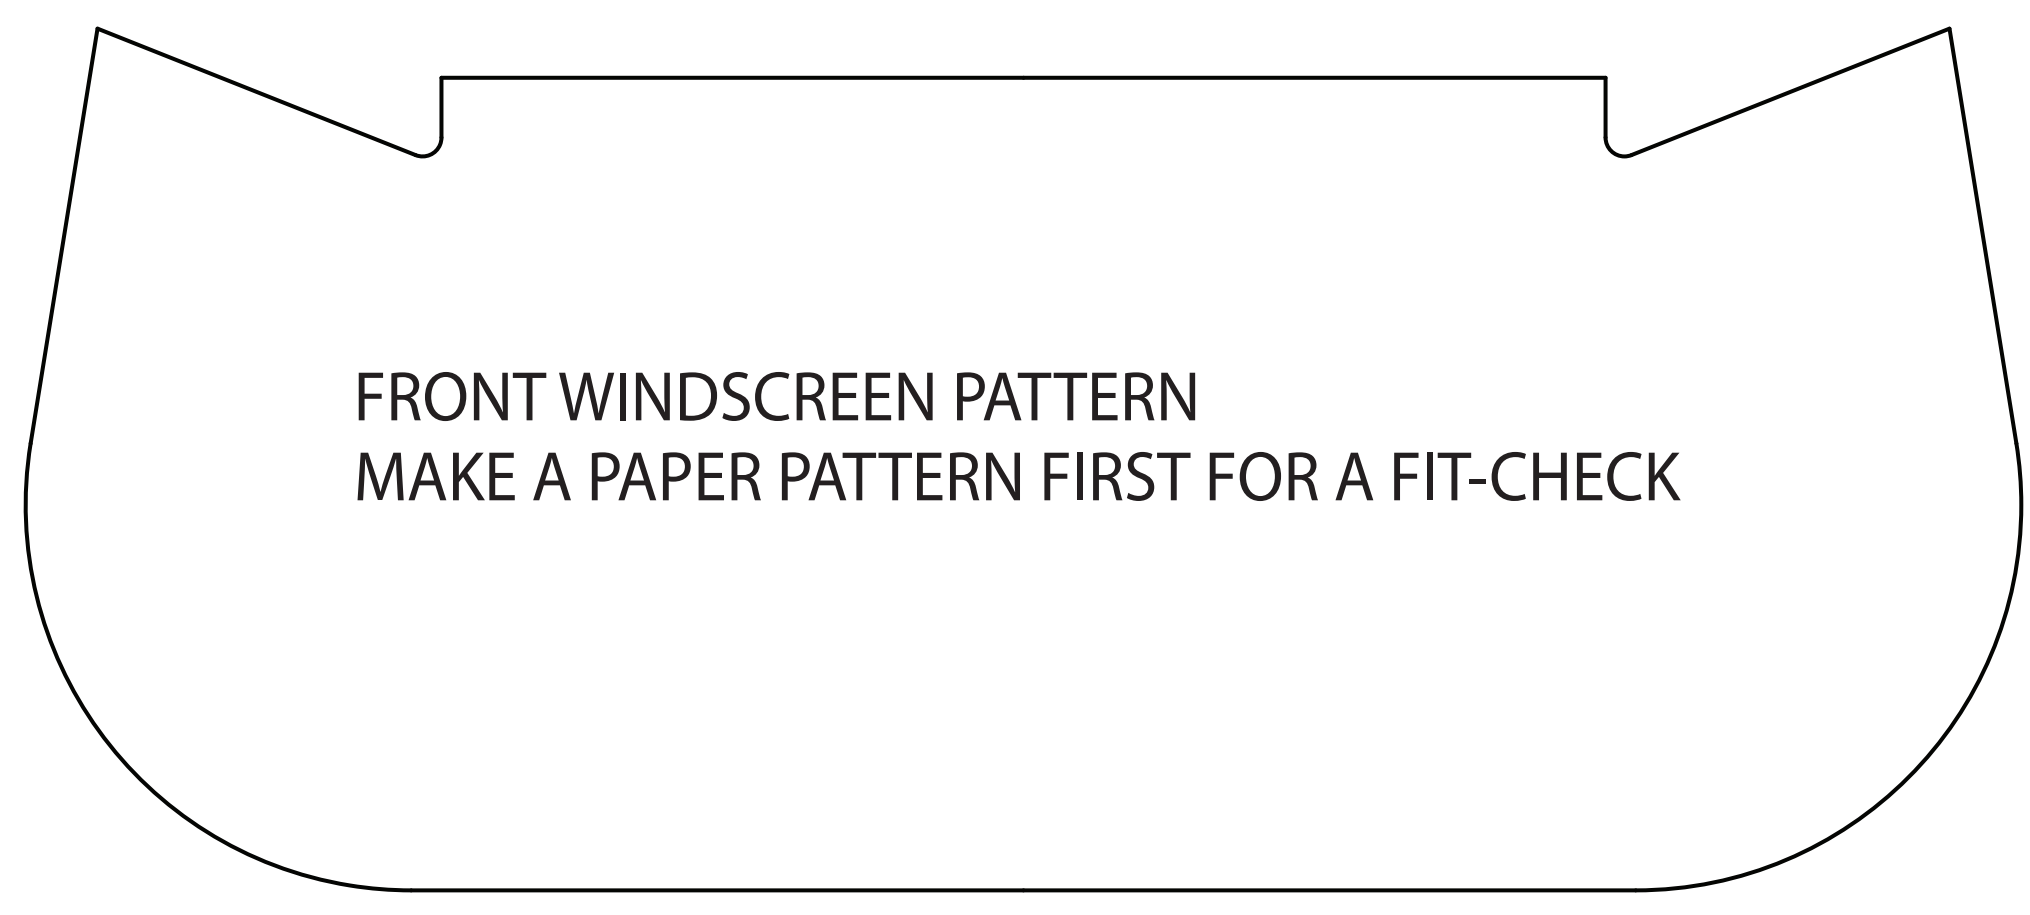 FRONT WINDSCREEN PATTERN
MAKE A PAPER PATTERN FIRST FOR A FIT-CHECK